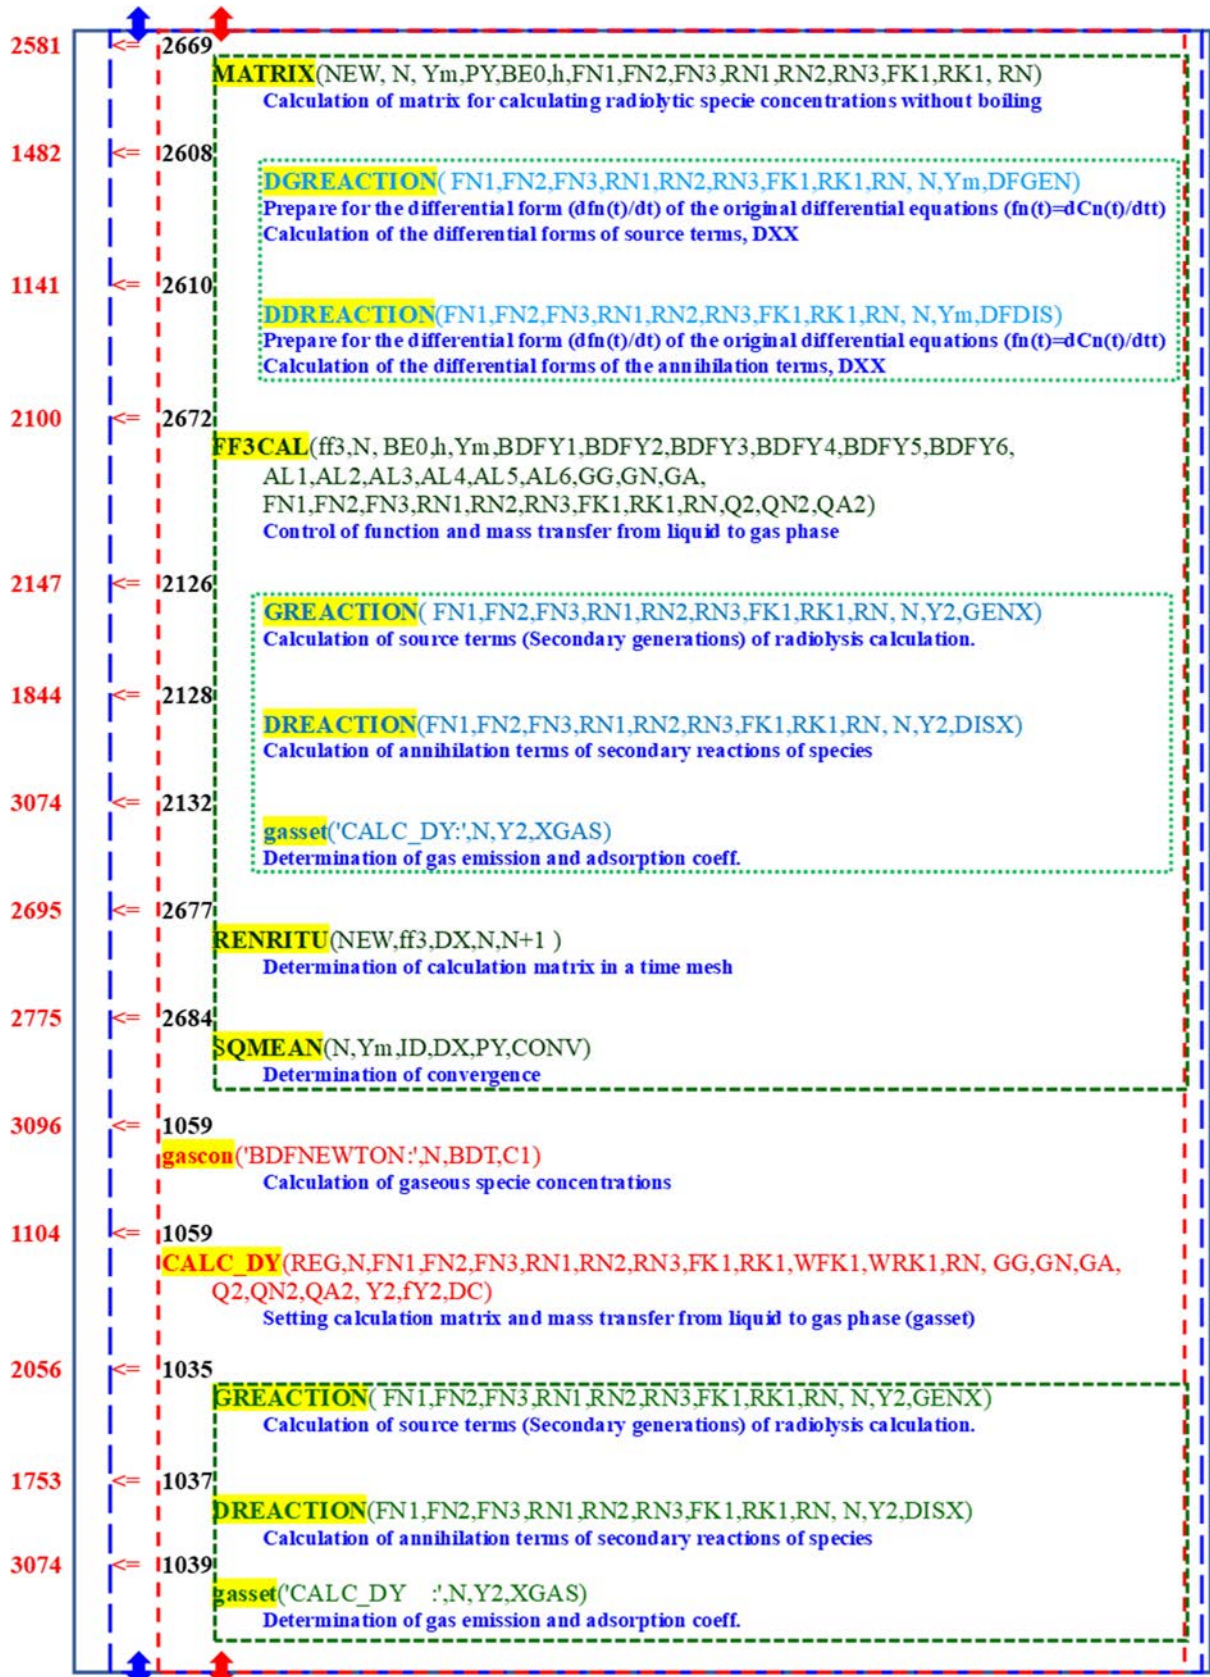 2581 <= 2669
MATRIX(NEW, N, Ym,PY,BE0,h,FN1,FN2,FN3,RN1,RN2,RN3,FK1,RK1, RN)
Calculation of matrix for calculating radiolytic specie concentrations without boiling
1482 <= 2608
DGREACTION( FN1,FN2,FN3,RN1,RN2,RN3,FK1,RK1,RN, N,Ym,DFGEN)
Prepare for the differential form (dfn(t)/dt) of the original differential equations (fn(t)=dCn(t)/dtt)
Calculation of the differential forms of source terms, DXX
1141 <= 2610
DDREACTION(FN1,FN2,FN3,RN1,RN2,RN3,FK1,RK1,RN, N,Ym,DFDIS)
Prepare for the differential form (dfn(t)/dt) of the original differential equations (fn(t)=dCn(t)/dtt)
Calculation of the differential forms of the annihilation terms, DXX
2100 <= 2672
FF3CAL(ff3,N, BE0,h,Ym,BDFY1,BDFY2,BDFY3,BDFY4,BDFY5,BDFY6,
AL1,AL2,AL3,AL4,AL5,AL6,GG,GN,GA,
FN1,FN2,FN3,RN1,RN2,RN3,FK1,RK1,RN,Q2,QN2,QA2)
Control of function and mass transfer from liquid to gas phase
2147 <= 2126
GREACTION( FN1,FN2,FN3,RN1,RN2,RN3,FK1,RK1,RN, N,Y2,GENX)
Calculation of source terms (Secondary generations) of radiolysis calculation.
1844 <= 2128
DREACTION(FN1,FN2,FN3,RN1,RN2,RN3,FK1,RK1,RN, N,Y2,DISX)
Calculation of annihilation terms of secondary reactions of species
3074 <= 2132
gasset('CALC_DY:',N,Y2,XGAS)
Determination of gas emission and adsorption coeff.
2695 <= 2677
RENRITU(NEW,ff3,DX,N,N+1 )
Determination of calculation matrix in a time mesh
2775 <= 2684
SQMEAN(N,Ym,ID,DX,PY,CONV)
Determination of convergence
3096 <= 1059
gascon('BDFNEWTON:',N,BDT,C1)
Calculation of gaseous specie concentrations
1104 <= 1059
CALC_DY(REG,N,FN1,FN2,FN3,RN1,RN2,RN3,FK1,RK1,WFK1,WRK1,RN, GG,GN,GA,
Q2,QN2,QA2, Y2,fY2,DC)
Setting calculation matrix and mass transfer from liquid to gas phase (gasset)
2056 <= 1035
GREACTION( FN1,FN2,FN3,RN1,RN2,RN3,FK1,RK1,RN, N,Y2,GENX)
Calculation of source terms (Secondary generations) of radiolysis calculation.
1753 <= 1037
DREACTION(FN1,FN2,FN3,RN1,RN2,RN3,FK1,RK1,RN, N,Y2,DISX)
Calculation of annihilation terms of secondary reactions of species
3074 <= 1039
gasset('CALC_DY :',N,Y2,XGAS)
Determination of gas emission and adsorption coeff.